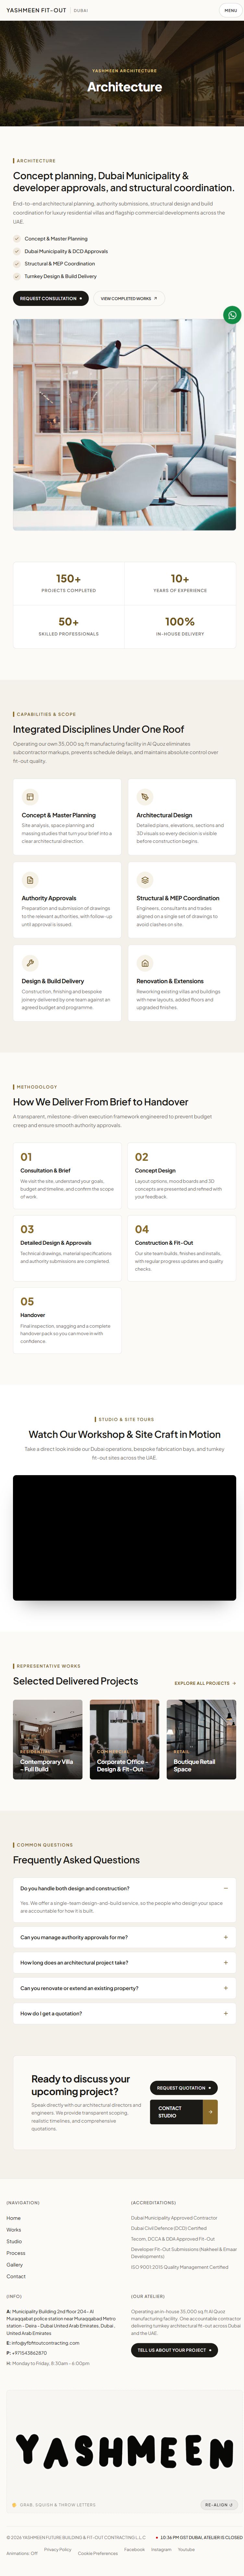 YASHMEEN FIT-OUT DUBAI
MENU
YASHMEEN ARCHITECTURE
Architecture
ARCHITECTURE
Concept planning, Dubai Municipality &
developer approvals, and structural coordination.
End-to-end architectural planning, authority submissions, structural design and build
coordination for luxury residential villas and flagship commercial developments across the
UAE.
Concept & Master Planning
Dubai Municipality & DCD Approvals
Structural & MEP Coordination
Turnkey Design & Build Delivery
REQUEST CONSULTATION
VIEW COMPLETED WORKS
150+
PROJECTS COMPLETED
10+
YEARS OF EXPERIENCE
50+
SKILLED PROFESSIONALS
100%
IN-HOUSE DELIVERY
CAPABILITIES & SCOPE
Integrated Disciplines Under One Roof
Operating our own 35,000 sq.ft manufacturing facility in Al Quoz eliminates
subcontractor markups, prevents schedule delays, and maintains absolute control over
fit-out quality.
Concept & Master Planning
Site analysis, space planning and
massing studies that turn your brief into a
clear architectural direction.
Architectural Design
Detailed plans, elevations, sections and
3D visuals so every decision is visible
before construction begins.
Authority Approvals
Preparation and submission of drawings
to the relevant authorities, with follow-up
until approval is issued.
Structural & MEP Coordination
Engineers, consultants and trades
aligned on a single set of drawings to
avoid clashes on site.
Design & Build Delivery
Construction, finishing and bespoke
joinery delivered by one team against an
agreed budget and programme.
Renovation & Extensions
Reworking existing villas and buildings
with new layouts, added floors and
upgraded finishes.
METHODOLOGY
How We Deliver From Brief to Handover
A transparent, milestone-driven execution framework engineered to prevent budget
creep and ensure smooth authority approvals.
01
Consultation & Brief
We visit the site, understand your goals,
budget and timeline, and confirm the scope
of work.
02
Concept Design
Layout options, mood boards and 3D
concepts are presented and refined with
your feedback.
03
Detailed Design & Approvals
Technical drawings, material specifications
and authority submissions are completed.
04
Construction & Fit-Out
Our site team builds, finishes and installs,
with regular progress updates and quality
checks.
05
Handover
Final inspection, snagging and a complete
handover pack so you can move in with
confidence.
STUDIO & SITE TOURS
Watch Our Workshop & Site Craft in Motion
Take a direct look inside our Dubai operations, bespoke fabrication bays, and turnkey
fit-out sites across the UAE.
REPRESENTATIVE WORKS
Selected Delivered Projects
EXPLORE ALL PROJECTS
RESIDENTIAL
Contemporary Villa
– Full Build
COMMERCIAL
Corporate Office –
Design & Fit-Out
RETAIL
Boutique Retail
Space
COMMON QUESTIONS
Frequently Asked Questions
Do you handle both design and construction?
Yes. We offer a single-team design-and-build service, so the people who design your space
are accountable for how it is built.
Can you manage authority approvals for me?
How long does an architectural project take?
Can you renovate or extend an existing property?
How do I get a quotation?
Ready to discuss your
upcoming project?
Speak directly with our architectural directors and
engineers. We provide transparent scoping,
realistic timelines, and comprehensive
quotations.
REQUEST QUOTATION
CONTACT
STUDIO
(NAVIGATION)
Home
Works
Studio
Process
Gallery
Contact
(ACCREDITATIONS)
Dubai Municipality Approved Contractor
Dubai Civil Defence (DCD) Certified
Tecom, DCCA & DDA Approved Fit-Out
Developer Fit-Out Submissions (Nakheel & Emaar
Developments)
ISO 9001:2015 Quality Management Certified
(INFO)
A: Municipality Building 2nd floor 204 - Al
Muraqqabat police station near Muraqqabad Metro
station - Deira - Dubai United Arab Emirates, Dubai,
United Arab Emirates
E: info@yfbfitoutcontracting.com
P: +971543862870
H: Monday to Friday, 8:30am - 6:00pm
(OUR ATELIER)
Operating an in-house 35,000 sq.ft Al Quoz
manufacturing facility. One accountable contractor
delivering turnkey architectural fit-out across Dubai
and the UAE.
TELL US ABOUT YOUR PROJECT
YASHMEEN
GRAB, SQUISH & THROW LETTERS
RE-ALIGN
© 2026 YASHMEEN FUTURE BUILDING & FIT-OUT CONTRACTING L.L.C
10:36 PM GST DUBAI, ATELIER IS CLOSED
Animations: Off Privacy Policy Cookie Preferences Facebook Instagram Youtube